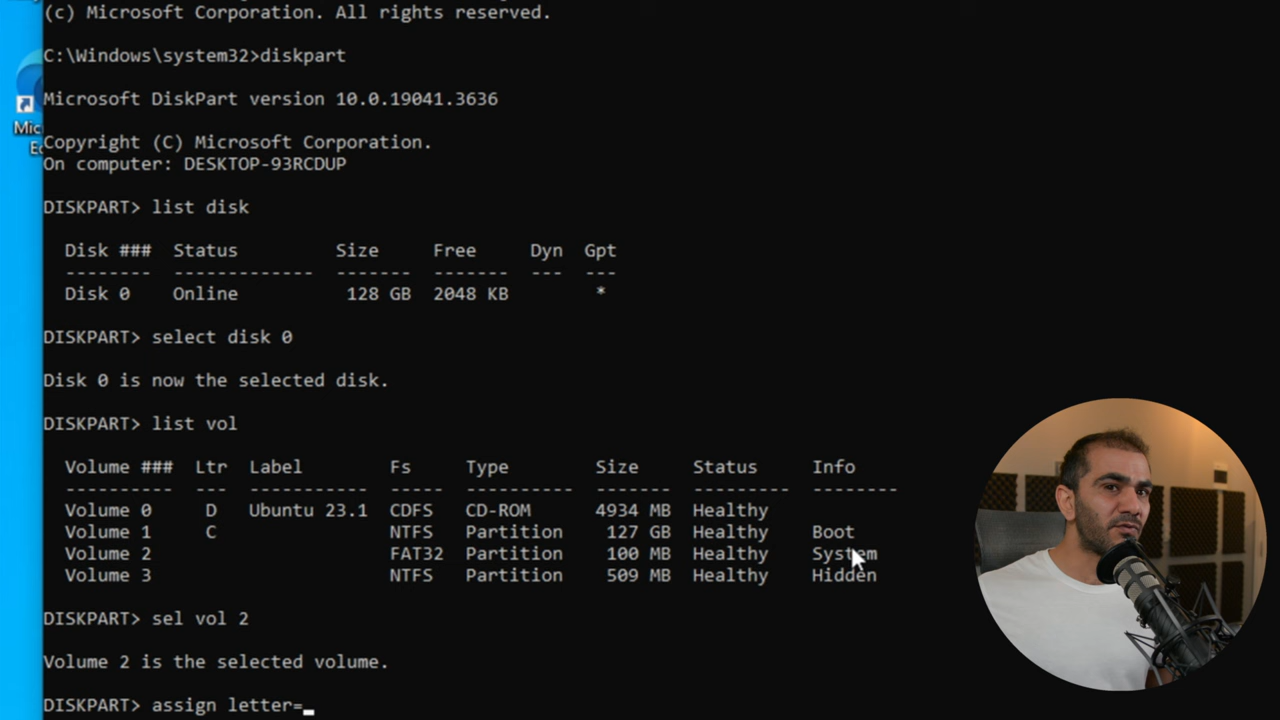 (c) Microsoft Corporation. All rights reserved.
C:\Windows\system32>diskpart
Microsoft DiskPart version 10.0.19041.3636
Mic
Copyright (C) Microsoft Corporation.
On computer: DESKTOP-93RCDUP
DISKPART> list disk
Disk ### Status Size Free Dyn Gpt
-------- ------------- ------- ------- --- ---
Disk 0 Online 128 GB 2048 KB *
DISKPART> select disk 0
Disk 0 is now the selected disk.
DISKPART> list vol
Volume ### Ltr Label Fs Type Size Status Info
---------- --- ----------- ----- ---------- ------- --------- --------
Volume 0 D Ubuntu 23.1 CDFS CD-ROM 4934 MB Healthy
Volume 1 C NTFS Partition 127 GB Healthy Boot
Volume 2 FAT32 Partition 100 MB Healthy System
Volume 3 NTFS Partition 509 MB Healthy Hidden
DISKPART> sel vol 2
Volume 2 is the selected volume.
DISKPART> assign letter=_